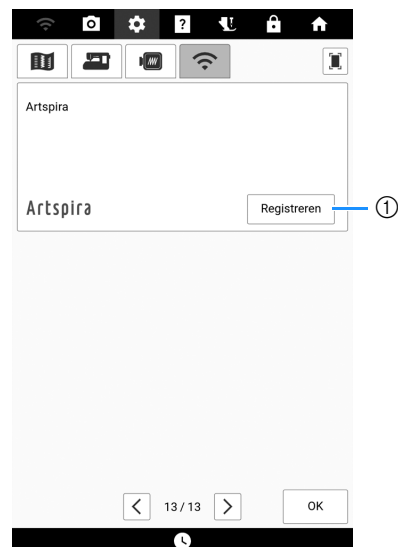 ?
Artspira
Artspira
Registreren
①
13 / 13
OK